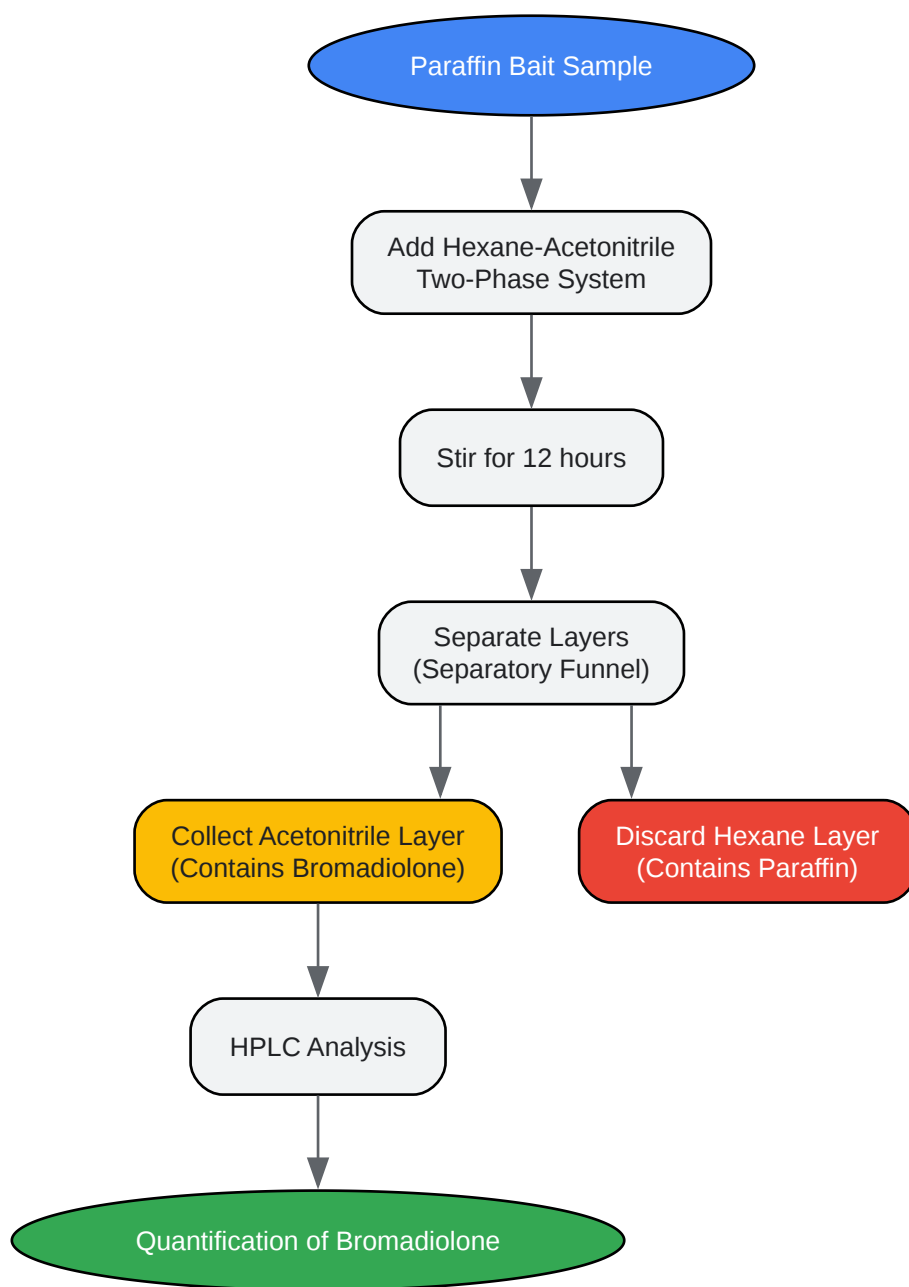 Paraffin Bait Sample
Add Hexane-Acetonitrile
Two-Phase System
Stir for 12 hours
Separate Layers
(Separatory Funnel)
Collect Acetonitrile Layer
(Contains Bromadiolone)
Discard Hexane Layer
(Contains Paraffin)
HPLC Analysis
Quantification of Bromadiolone